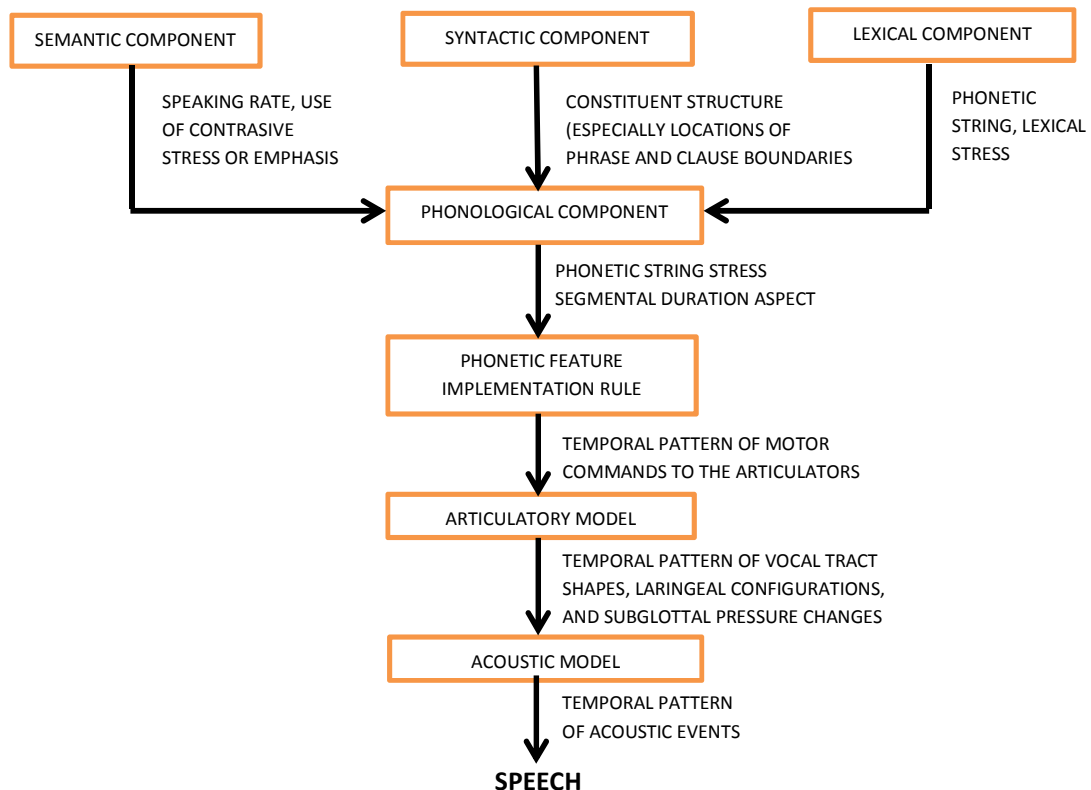 SEMANTIC COMPONENT
SYNTACTIC COMPONENT
LEXICAL COMPONENT
SPEAKING RATE, USE
OF CONTRASIVE
STRESS OR EMPHASIS
CONSTITUENT STRUCTURE
(ESPECIALLY LOCATIONS OF
PHRASE AND CLAUSE BOUNDARIES
PHONETIC
STRING, LEXICAL
STRESS
PHONOLOGICAL COMPONENT
PHONETIC STRING STRESS
SEGMENTAL DURATION ASPECT
PHONETIC FEATURE
IMPLEMENTATION RULE
TEMPORAL PATTERN OF MOTOR
COMMANDS TO THE ARTICULATORS
ARTICULATORY MODEL
TEMPORAL PATTERN OF VOCAL TRACT
SHAPES, LARINGEAL CONFIGURATIONS,
AND SUBGLOTTAL PRESSURE CHANGES
ACOUSTIC MODEL
TEMPORAL PATTERN
OF ACOUSTIC EVENTS
SPEECH